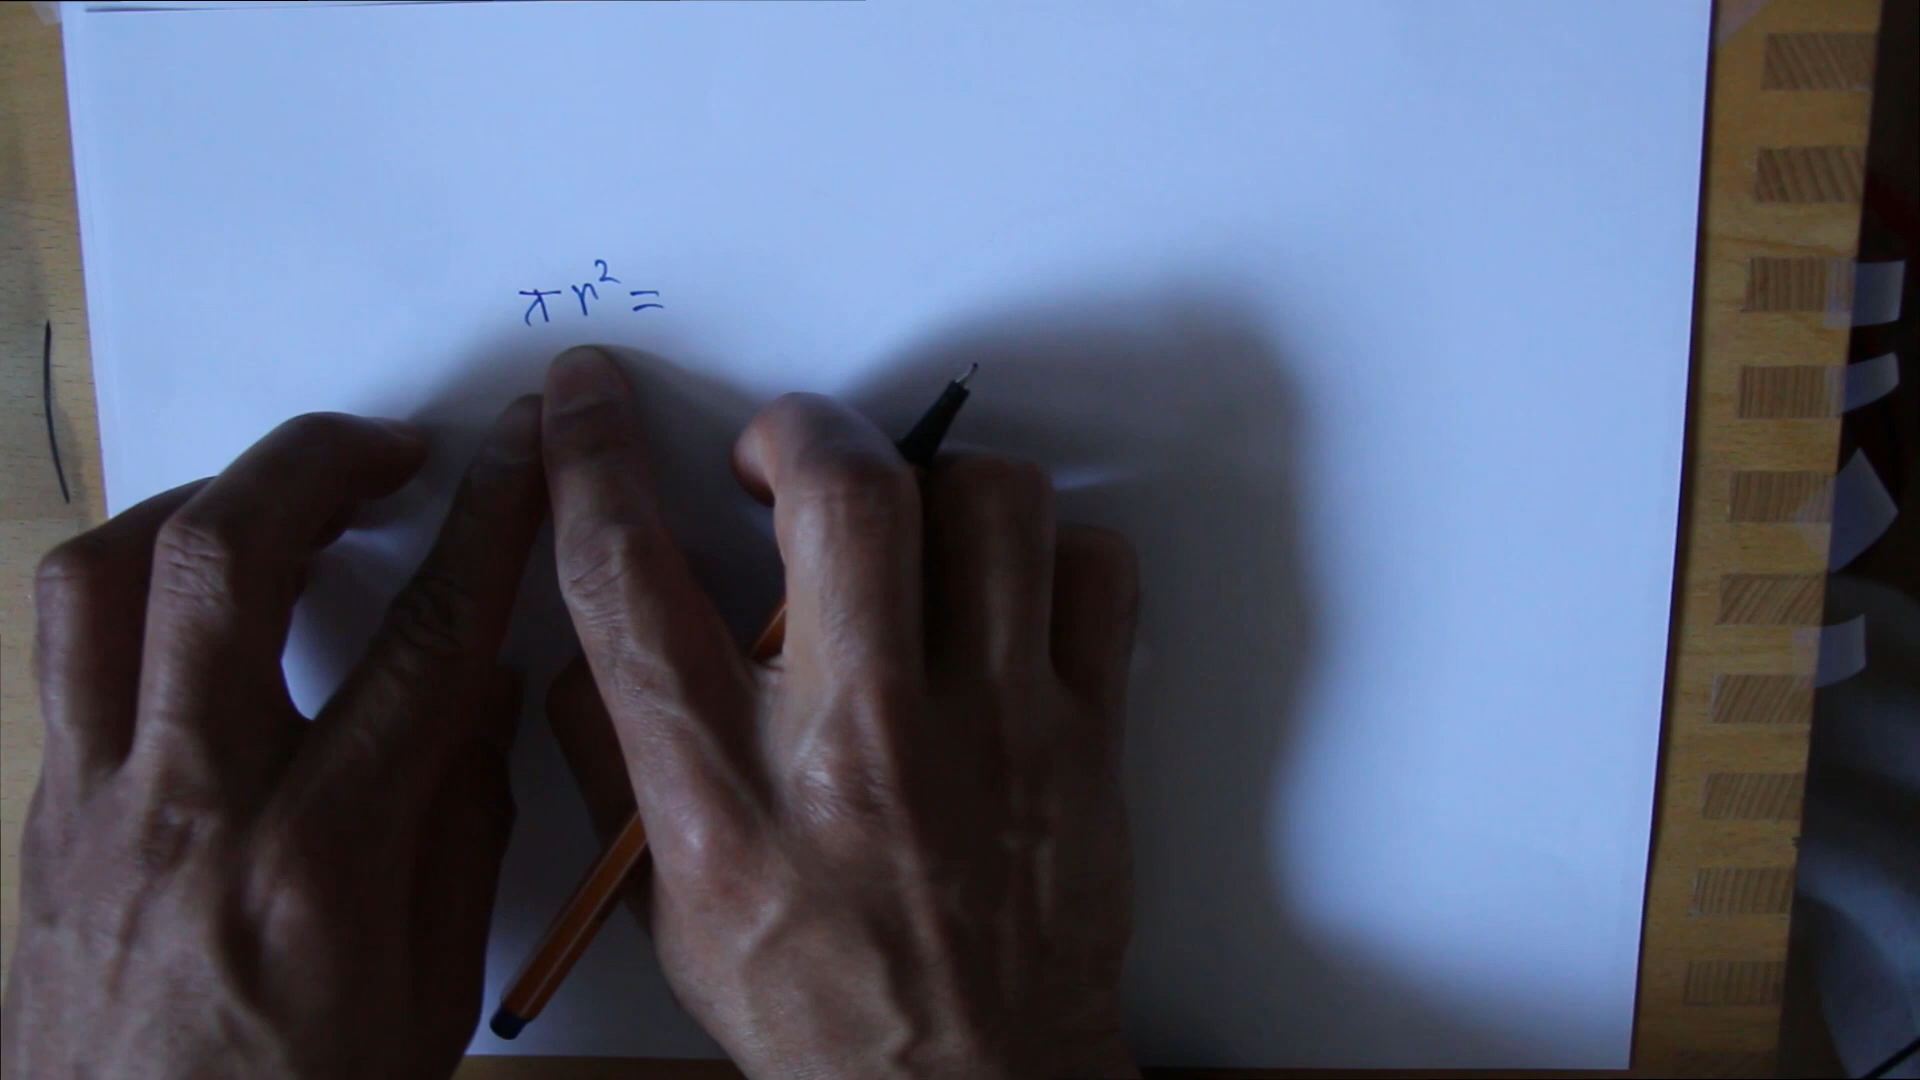 πr² =